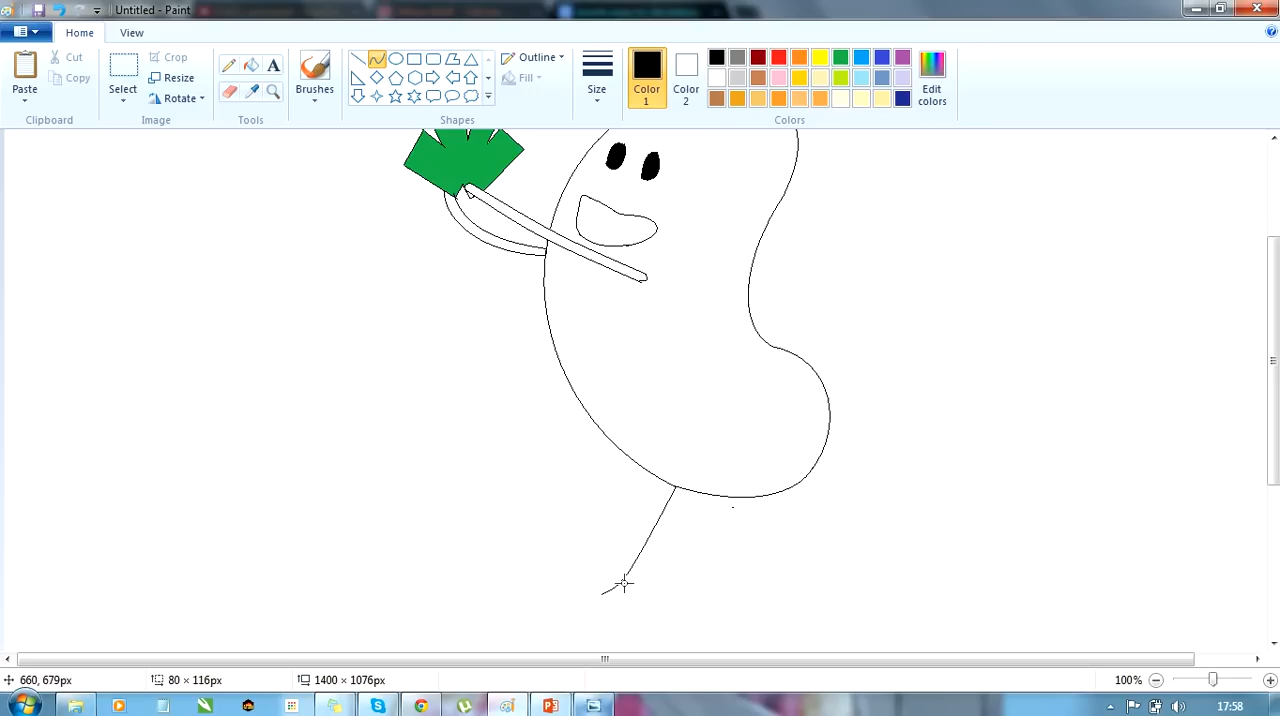 Untitled - Paint
Home View
Paste
Cut
Copy
Clipboard
Select
Crop
Resize
Rotate
Image
A
Tools
Brushes
Outline
Fill
Shapes
Size
Color 1
Color 2
Edit colors
Colors
660, 679px
80 × 116px
1400 × 1076px
100%
17:58